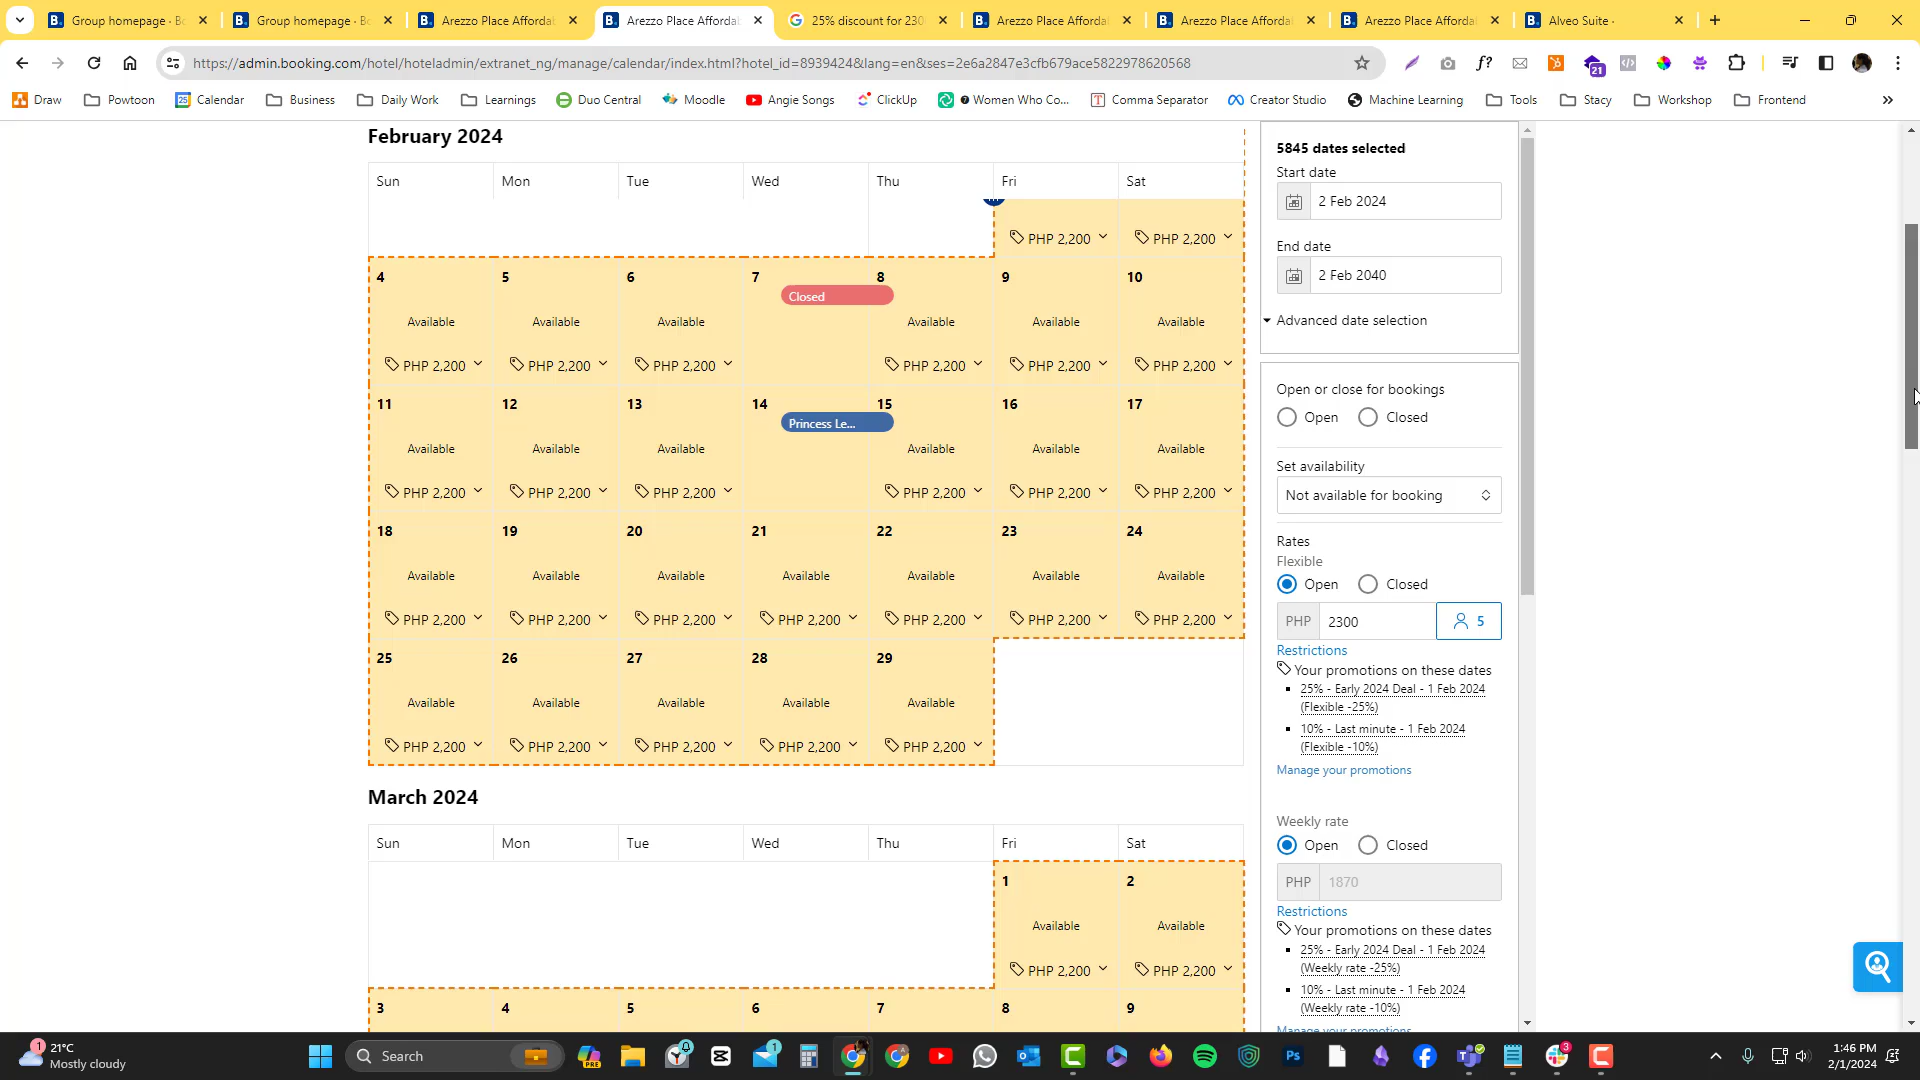 Group homepage · Bo
Group homepage · Bo
Arezzo Place Affordab
Arezzo Place Affordab
25% discount for 230
Arezzo Place Affordab
Arezzo Place Affordab
Arezzo Place Affordab
Alveo Suite ·
https://admin.booking.com/hotel/hoteladmin/extranet_ng/manage/calendar/index.html?hotel_id=8939424&lang=en&ses=2e6a2847e3cfb679ace5822978620568
f?
21
Draw
Powtoon
Calendar
Business
Daily Work
Learnings
Duo Central
Moodle
Angie Songs
ClickUp
Women Who Co...
Comma Separator
Creator Studio
Machine Learning
Tools
Stacy
Workshop
Frontend
»
February 2024
Sun Mon Tue Wed Thu Fri Sat
PHP 2,200 PHP 2,200
4 5 6 7 8 9 10
Closed
Available Available Available Available Available Available
PHP 2,200 PHP 2,200 PHP 2,200 PHP 2,200 PHP 2,200 PHP 2,200
11 12 13 14 15 16 17
Princess Le...
Available Available Available Available Available Available
PHP 2,200 PHP 2,200 PHP 2,200 PHP 2,200 PHP 2,200 PHP 2,200
18 19 20 21 22 23 24
Available Available Available Available Available Available Available
PHP 2,200 PHP 2,200 PHP 2,200 PHP 2,200 PHP 2,200 PHP 2,200 PHP 2,200
25 26 27 28 29
Available Available Available Available Available
PHP 2,200 PHP 2,200 PHP 2,200 PHP 2,200 PHP 2,200
March 2024
Sun Mon Tue Wed Thu Fri Sat
1 2
Available Available
PHP 2,200 PHP 2,200
3 4 5 6 7 8 9
5845 dates selected
Start date
2 Feb 2024
End date
2 Feb 2040
Advanced date selection
Open or close for bookings
Open Closed
Set availability
Not available for booking
Rates
Flexible
Open Closed
PHP 2300 5
Restrictions
Your promotions on these dates
25% - Early 2024 Deal - 1 Feb 2024
(Flexible -25%)
10% - Last minute - 1 Feb 2024
(Flexible -10%)
Manage your promotions
Weekly rate
Open Closed
PHP 1870
Restrictions
Your promotions on these dates
25% - Early 2024 Deal - 1 Feb 2024
(Weekly rate -25%)
10% - Last minute - 1 Feb 2024
(Weekly rate -10%)
Manage your promotions
1
21°C
Mostly cloudy
Search
PRE
1
Ps
3
1:46 PM
2/1/2024